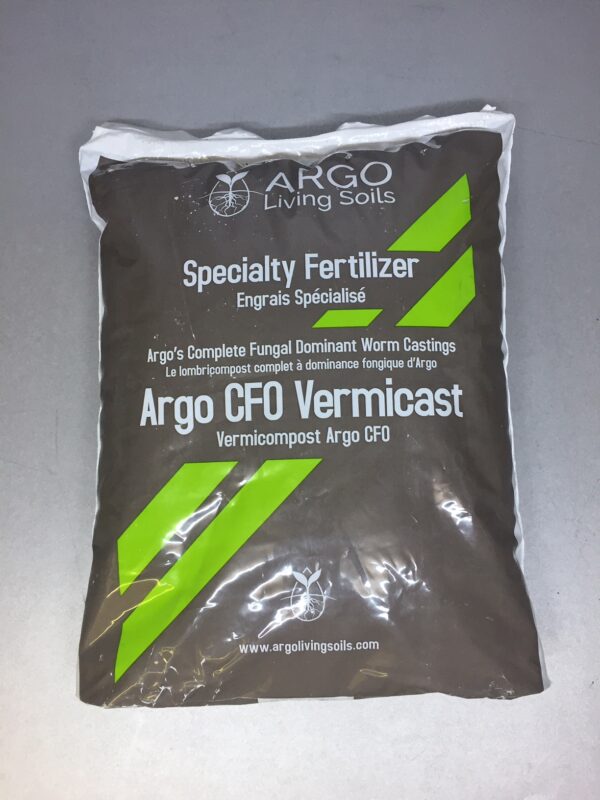 ARGO
Living Soils
Specialty Fertilizer
Engrais Spécialisé
Argo's Complete Fungal Dominant Worm Castings
Le lombricompost complet à dominance fongique d'Argo
Argo CFO Vermicast
Vermicompost Argo CFO
www.argolivingsoils.com